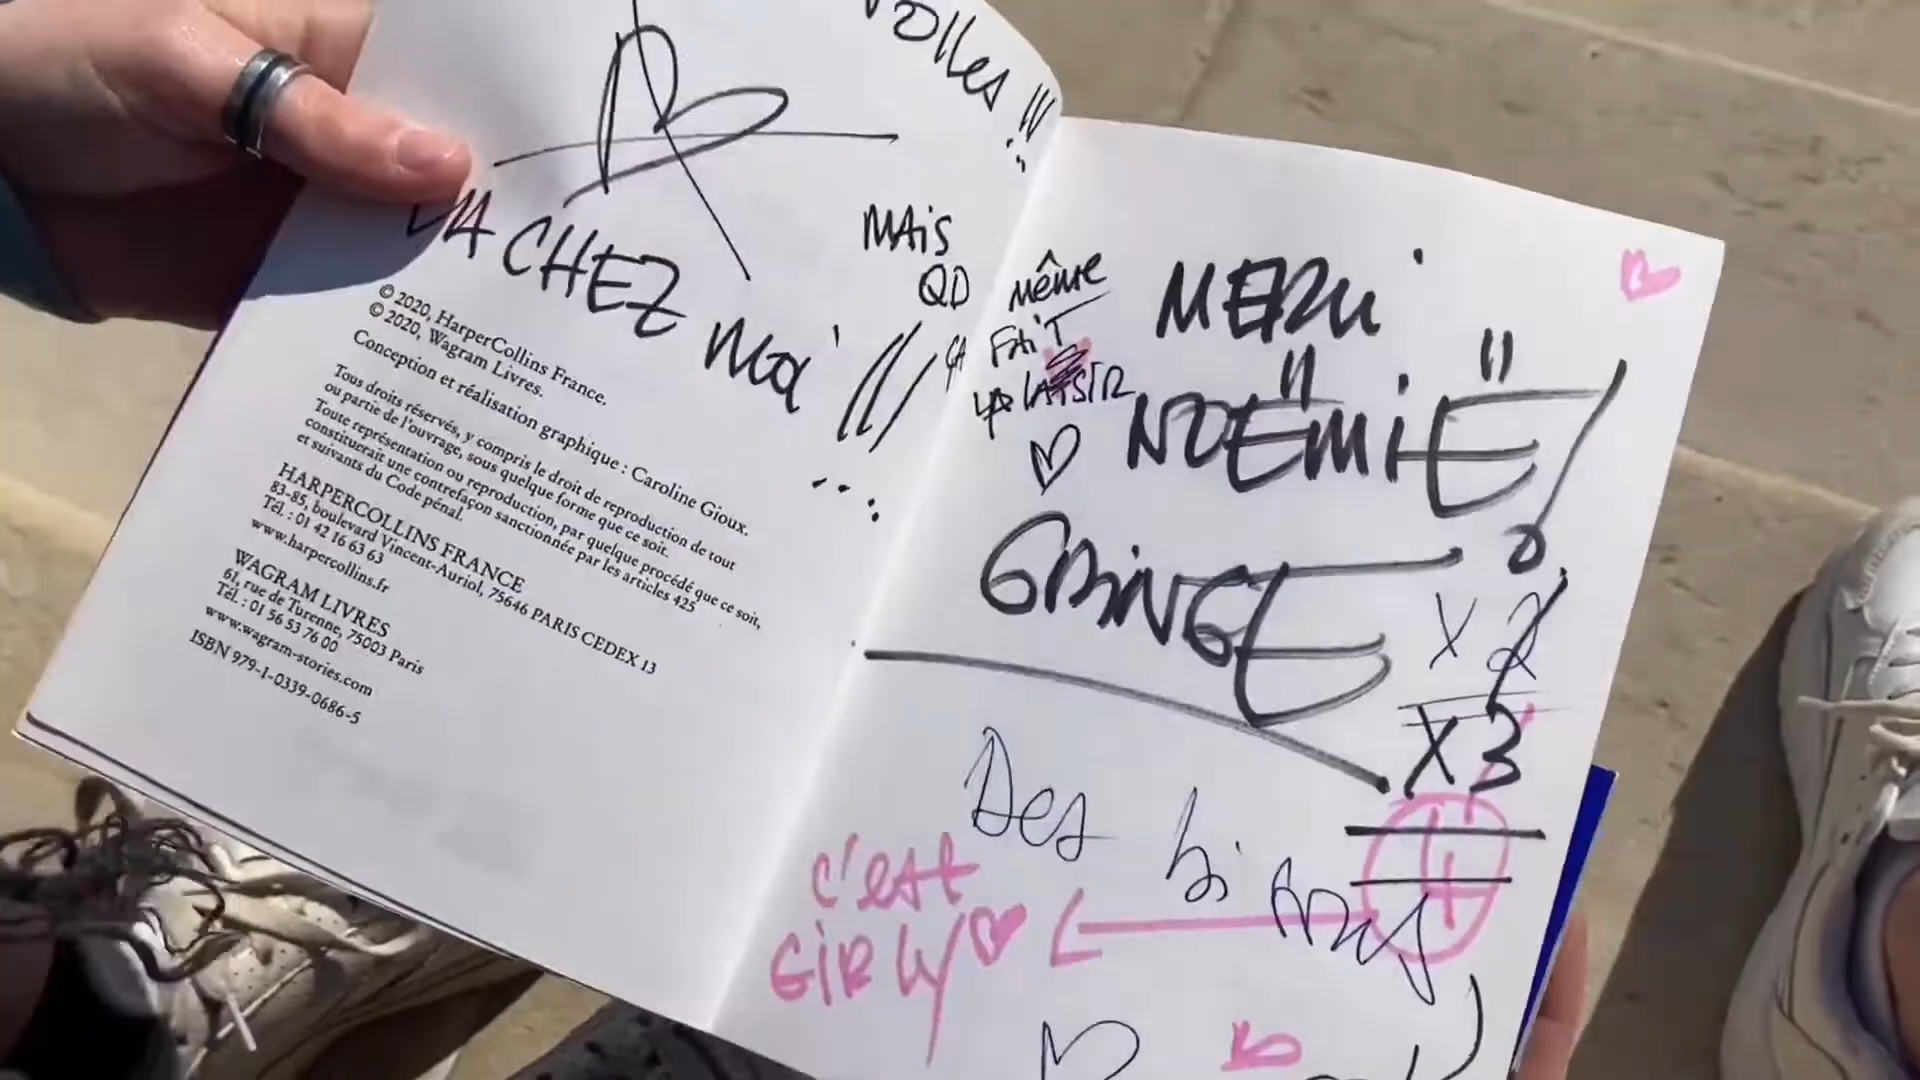 olles !!!
LA CHEZ MOi !!!
...
© 2020, HarperCollins France.
© 2020, Wagram Livres.
Conception et réalisation graphique : Caroline Gioux.
Tous droits réservés, y compris le droit de reproduction de tout
ou partie de l'ouvrage, sous quelque forme que ce soit.
Toute représentation ou reproduction, par quelque procédé que ce soit,
constituerait une contrefaçon sanctionnée par les articles 425
et suivants du Code pénal.
HARPERCOLLINS FRANCE
83-85, boulevard Vincent-Auriol, 75646 PARIS CEDEX 13
Tél. : 01 42 16 63 63
www.harpercollins.fr
WAGRAM LIVRES
61, rue de Turenne, 75003 Paris
Tél. : 01 56 53 76 00
www.wagram-stories.com
ISBN 979-1-0339-0686-5
MAiS
QD même
çA FAiT
PLAISIR
MERCi
NOËMiË
GRiNGE
X 2
X3
Des bisous
c'est
GiRLY